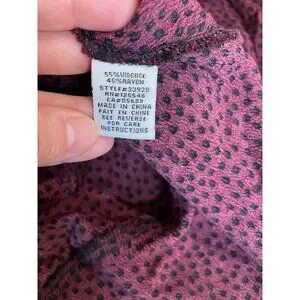 55%VISCOSE
45%RAYON
STYLE#33920
RN#125546
CA#05639
MADE IN CHINA
FAIT EN CHINE
SEE REVERSE
FOR CARE
INSTRUCTIONS